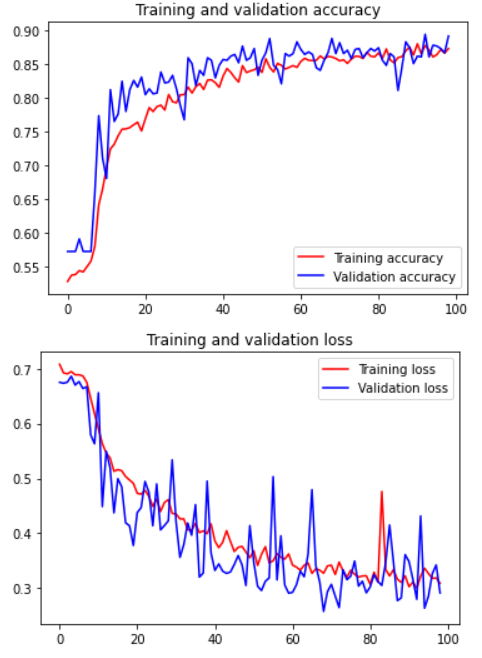 Training and validation accuracy
0.90
0.85
0.80
0.75
0.70
0.65
0.60
0.55
Training accuracy
Validation accuracy
0 20 40 60 80 100
Training and validation loss
0.7
0.6
0.5
0.4
0.3
Training loss
Validation loss
0 20 40 60 80 100